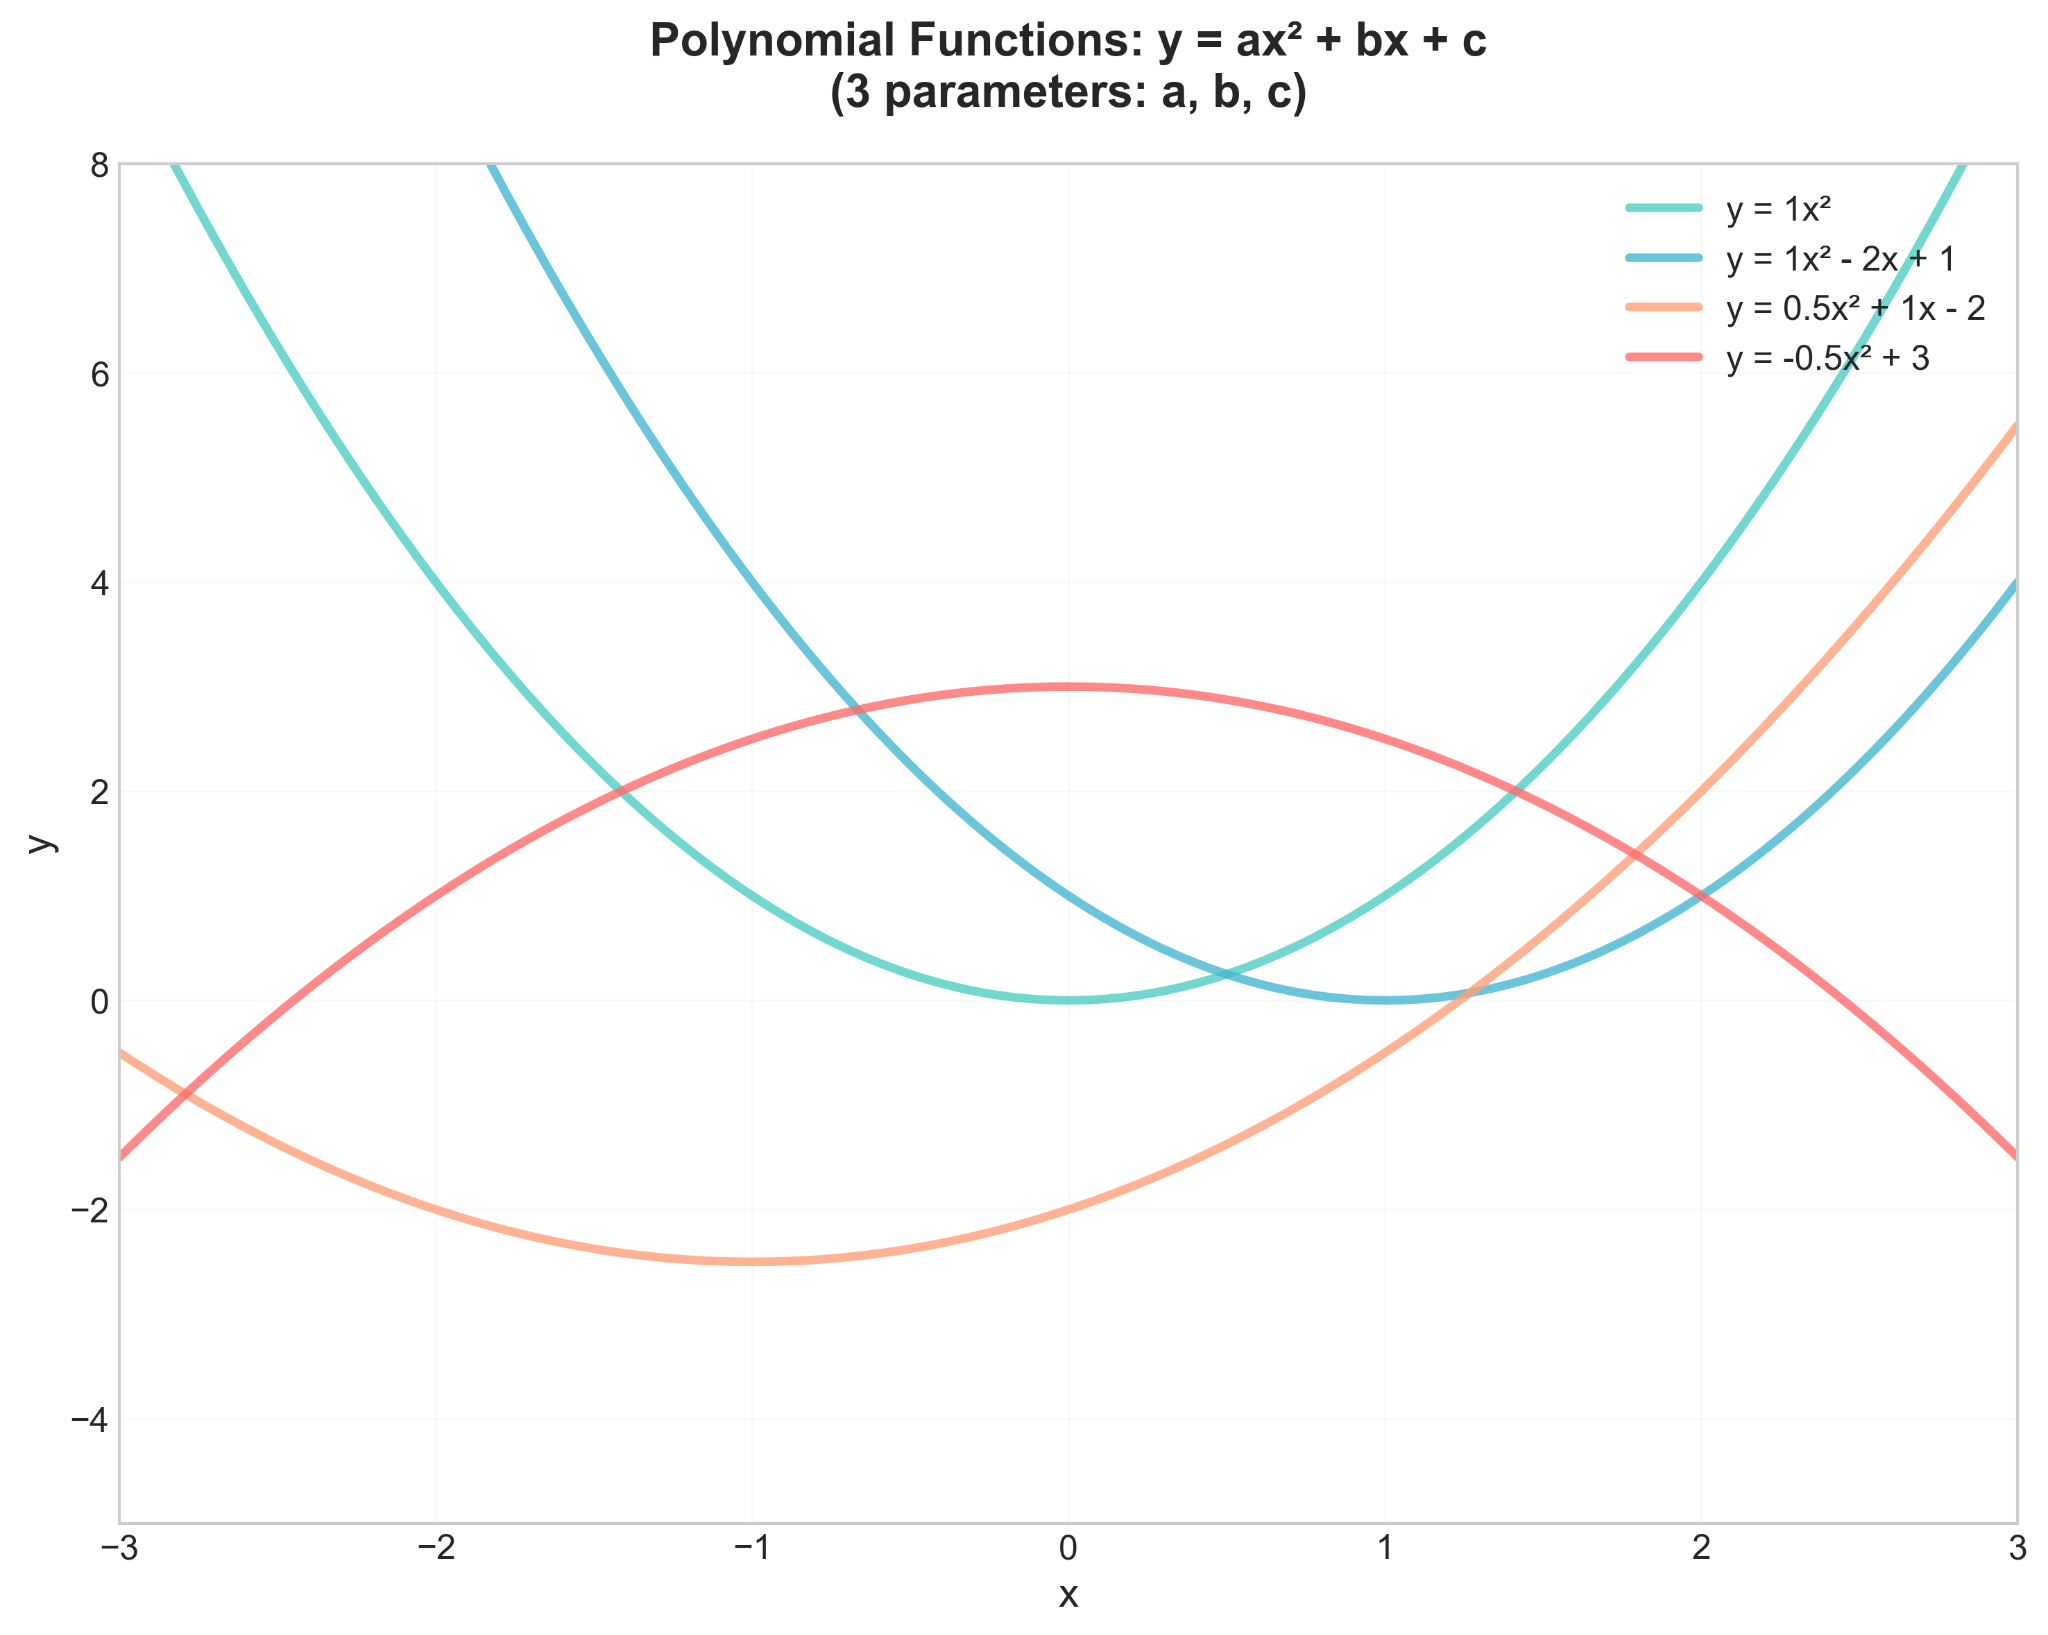 Polynomial Functions: y = ax² + bx + c
(3 parameters: a, b, c)
y = 1x²
y = 1x² - 2x + 1
y = 0.5x² + 1x - 2
y = -0.5x² + 3
8
6
4
2
0
−2
−4
y
−3
−2
−1
0
1
2
3
x